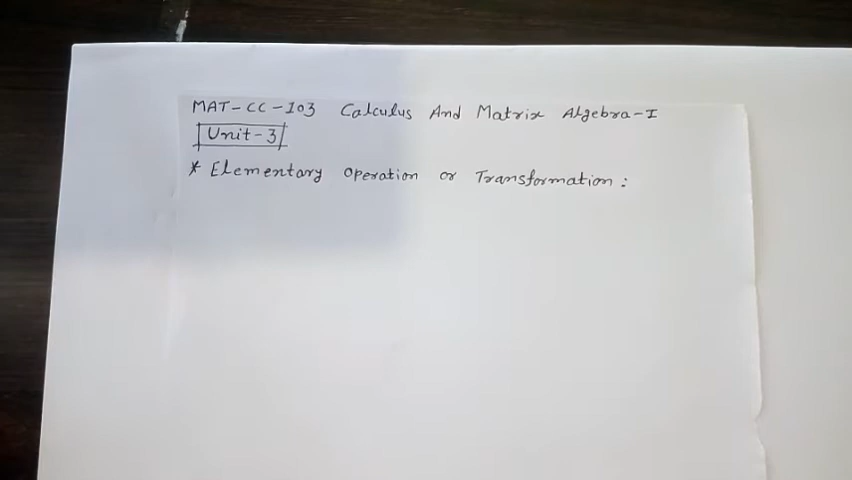 MAT-CC-103 Calculus And Matrix Algebra-I
Unit-3
* Elementary Operation or Transformation: